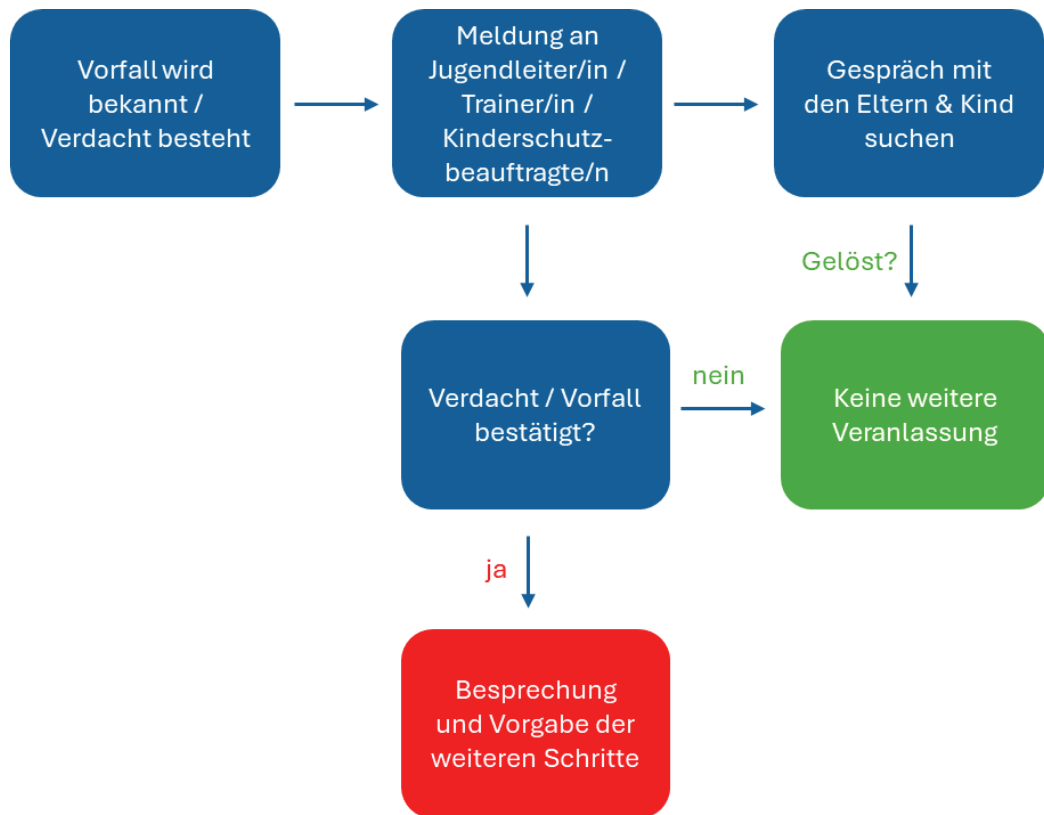 Vorfall wird
bekannt /
Verdacht besteht
Meldung an
Jugendleiter/in /
Trainer/in /
Kinderschutz-
beauftragte/n
Gespräch mit
den Eltern & Kind
suchen
Gelöst?
Verdacht / Vorfall
bestätigt?
nein
Keine weitere
Veranlassung
ja
Besprechung
und Vorgabe der
weiteren Schritte